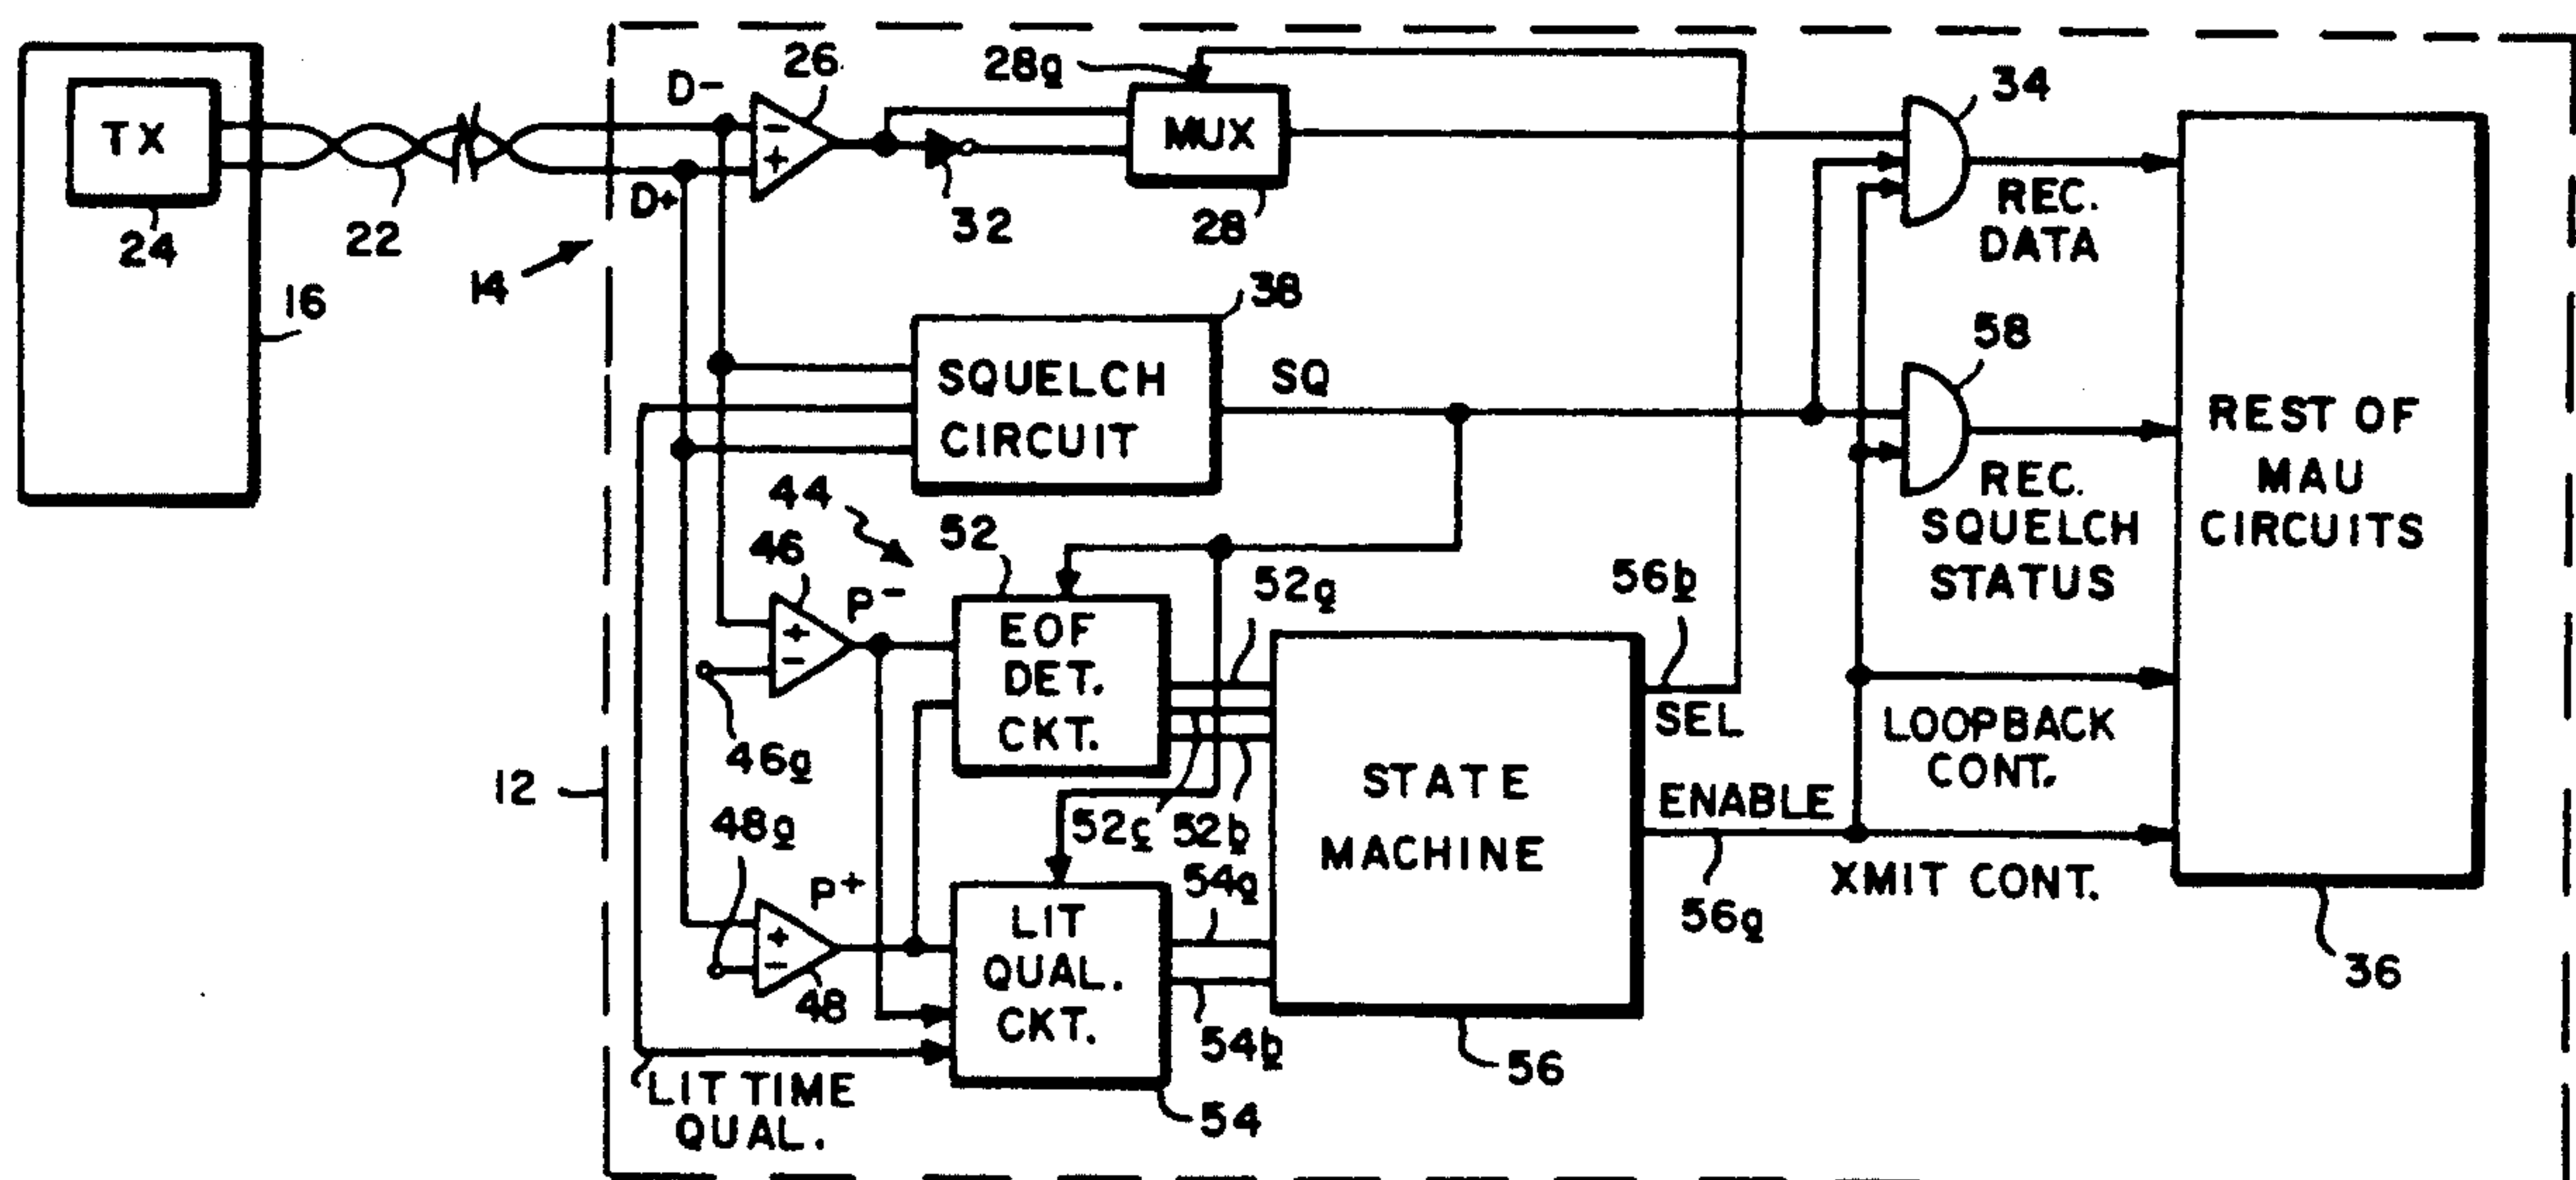 TX
24
22
16
14
D-
D+
26
-
+
32
28a
MUX
28
34
REC.
DATA
38
SQUELCH
CIRCUIT
SQ
58
REC.
SQUELCH
STATUS
REST OF
MAU
CIRCUITS
36
44
46
+
-
46a
P-
52
EOF
DET.
CKT.
52a
52c
52b
12
48a
+
-
48
P+
LIT
QUAL.
CKT.
54a
54b
54
LIT TIME
QUAL.
STATE
MACHINE
56
56b
SEL
ENABLE
56a
LOOPBACK
CONT.
XMIT CONT.